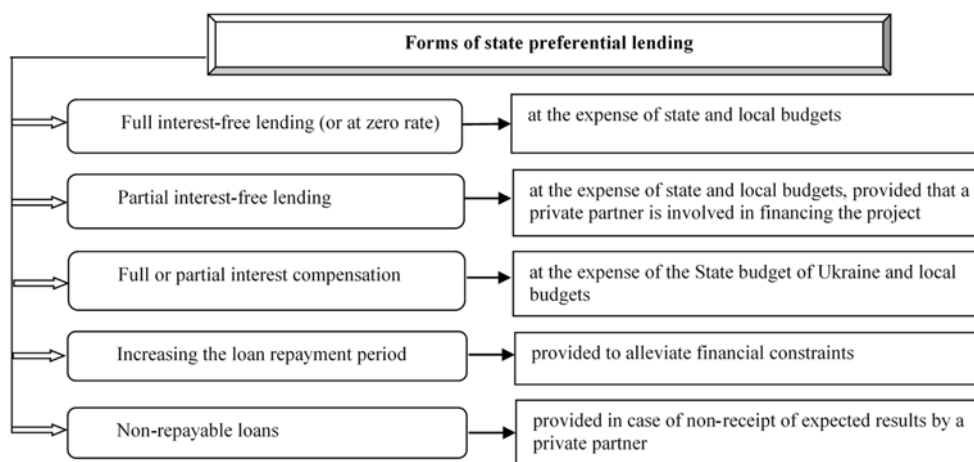 Forms of state preferential lending
Full interest-free lending (or at zero rate)
at the expense of state and local budgets
Partial interest-free lending
at the expense of state and local budgets, provided that a
private partner is involved in financing the project
Full or partial interest compensation
at the expense of the State budget of Ukraine and local
budgets
Increasing the loan repayment period
provided to alleviate financial constraints
Non-repayable loans
provided in case of non-receipt of expected results by a
private partner